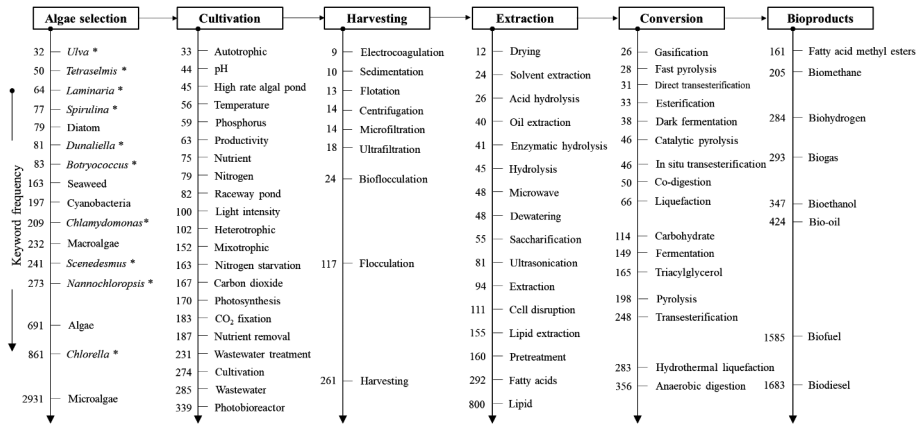 Algae selection
Cultivation
Harvesting
Extraction
Conversion
Bioproducts
Keyword frequency
32 Ulva *
50 Tetraselmis *
64 Laminaria *
77 Spirulina *
79 Diatom
81 Dunaliella *
83 Botryococcus *
163 Seaweed
197 Cyanobacteria
209 Chlamydomonas*
232 Macroalgae
241 Scenedesmus *
273 Nannochloropsis *
691 Algae
861 Chlorella *
2931 Microalgae
33 Autotrophic
44 pH
45 High rate algal pond
56 Temperature
59 Phosphorus
63 Productivity
75 Nutrient
79 Nitrogen
82 Raceway pond
100 Light intensity
102 Heterotrophic
152 Mixotrophic
163 Nitrogen starvation
167 Carbon dioxide
170 Photosynthesis
183 CO2 fixation
187 Nutrient removal
231 Wastewater treatment
274 Cultivation
285 Wastewater
339 Photobioreactor
9 Electrocoagulation
10 Sedimentation
13 Flotation
14 Centrifugation
14 Microfiltration
18 Ultrafiltration
24 Bioflocculation
117 Flocculation
261 Harvesting
12 Drying
24 Solvent extraction
26 Acid hydrolysis
40 Oil extraction
41 Enzymatic hydrolysis
45 Hydrolysis
48 Microwave
48 Dewatering
55 Saccharification
81 Ultrasonication
94 Extraction
111 Cell disruption
155 Lipid extraction
160 Pretreatment
292 Fatty acids
800 Lipid
26 Gasification
28 Fast pyrolysis
31 Direct transesterification
33 Esterification
38 Dark fermentation
46 Catalytic pyrolysis
46 In situ transesterification
50 Co-digestion
66 Liquefaction
114 Carbohydrate
149 Fermentation
165 Triacylglycerol
198 Pyrolysis
248 Transesterification
283 Hydrothermal liquefaction
356 Anaerobic digestion
161 Fatty acid methyl esters
205 Biomethane
284 Biohydrogen
293 Biogas
347 Bioethanol
424 Bio-oil
1585 Biofuel
1683 Biodiesel